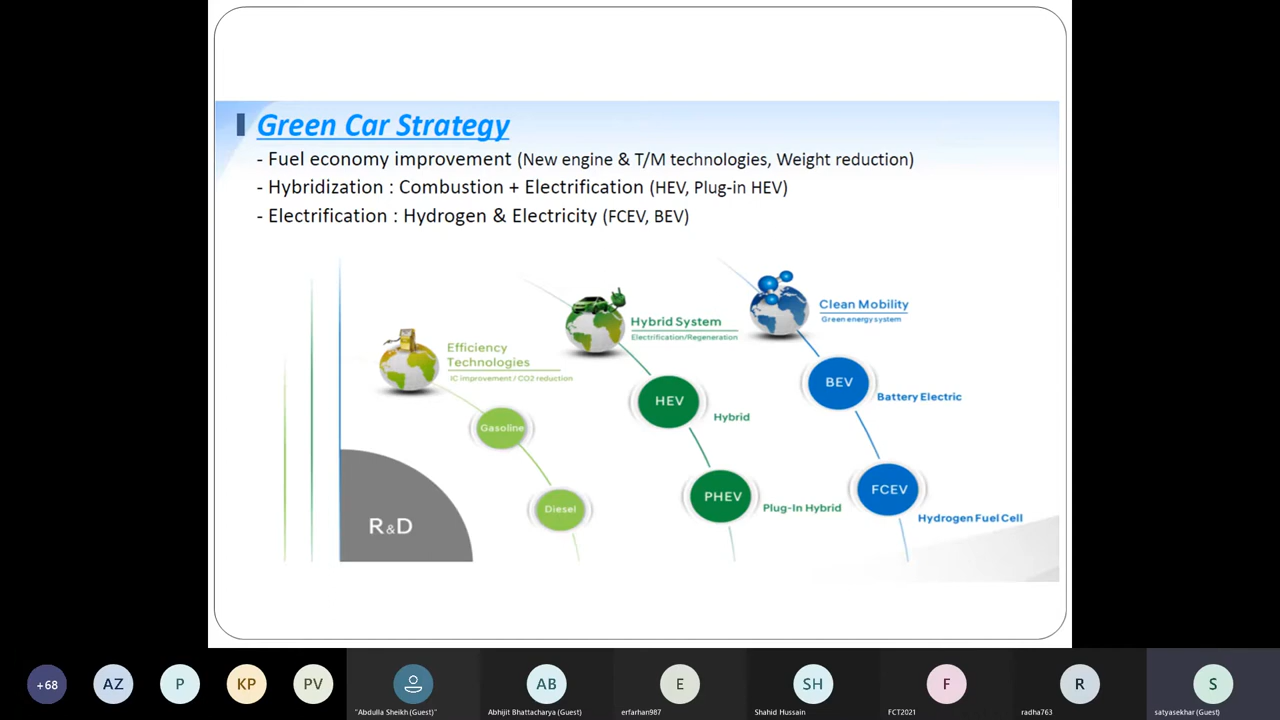 Green Car Strategy
- Fuel economy improvement (New engine & T/M technologies, Weight reduction)
- Hybridization : Combustion + Electrification (HEV, Plug-in HEV)
- Electrification : Hydrogen & Electricity (FCEV, BEV)
Efficiency
Technologies
IC improvement / CO2 reduction
Gasoline
Diesel
R&D
Hybrid System
Electrification/Regeneration
HEV
Hybrid
PHEV
Plug-In Hybrid
Clean Mobility
Green energy system
BEV
Battery Electric
FCEV
Hydrogen Fuel Cell
+68
AZ
P
KP
PV
"Abdulla Sheikh (Guest)"
AB
Abhijit Bhattacharya (Guest)
E
erfarhan987
SH
Shahid Hussain
F
FCT2021
R
radha763
S
satyasekhar (Guest)